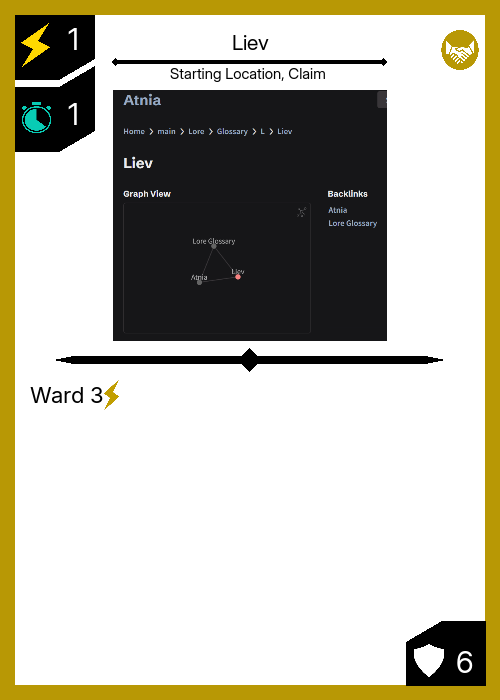 1
Liev
Starting Location, Claim
1
Atnia
Home > main > Lore > Glossary > L > Liev
Liev
Graph View
Backlinks
Atnia
Lore Glossary
Lore Glossary
Atnia
Liev
Ward 3
6